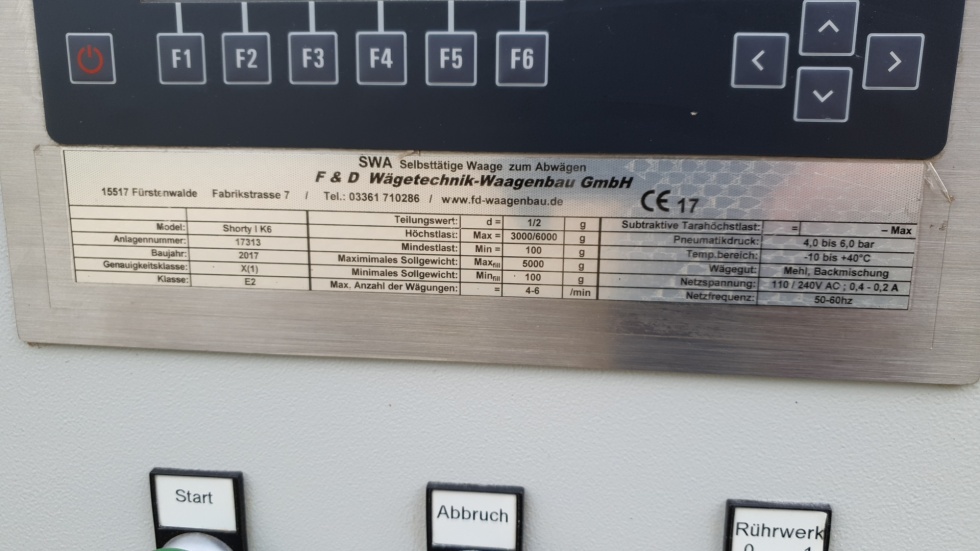 F1 F2 F3 F4 F5 F6
SWA Selbsttätige Waage zum Abwägen
F & D Wägetechnik-Waagenbau GmbH
15517 Fürstenwalde Fabrikstrasse 7 / Tel.: 03361 710286 / www.fd-waagenbau.de
CE 17
Model: Shorty I K6
Anlagennummer: 17313
Baujahr: 2017
Genauigkeitsklasse: X(1)
Klasse: E2
Teilungswert: d = 1/2 g
Höchstlast: Max = 3000/6000 g
Mindestlast: Min = 100 g
Maximimales Sollgewicht: Maxfill 5000 g
Minimales Sollgewicht: Minfill 100 g
Max. Anzahl der Wägungen: = 4-6 /min
Subtraktive Tarahöchstlast: = – Max
Pneumatikdruck: 4,0 bis 6,0 bar
Temp.bereich: -10 bis +40°C
Wägegut: Mehl, Backmischung
Netzspannung: 110 / 240V AC ; 0,4 - 0,2 A
Netzfrequenz: 50-60hz
Start
Abbruch
Rührwerk
0 1